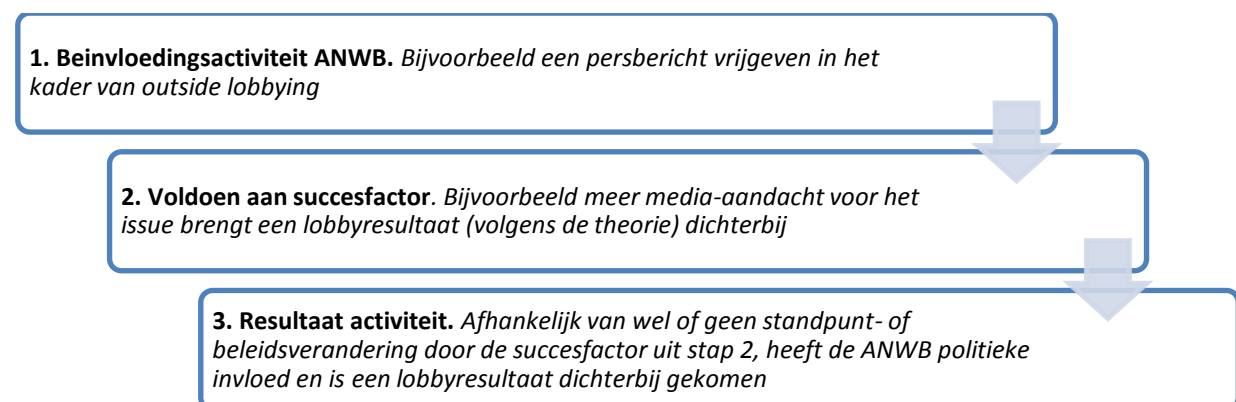 1. Beinvloedingsactiviteit ANWB. Bijvoorbeeld een persbericht vrijgeven in het
kader van outside lobbying
2. Voldoen aan succesfactor. Bijvoorbeeld meer media-aandacht voor het
issue brengt een lobbyresultaat (volgens de theorie) dichterbij
3. Resultaat activiteit. Afhankelijk van wel of geen standpunt- of
beleidsverandering door de succesfactor uit stap 2, heeft de ANWB politieke
invloed en is een lobbyresultaat dichterbij gekomen